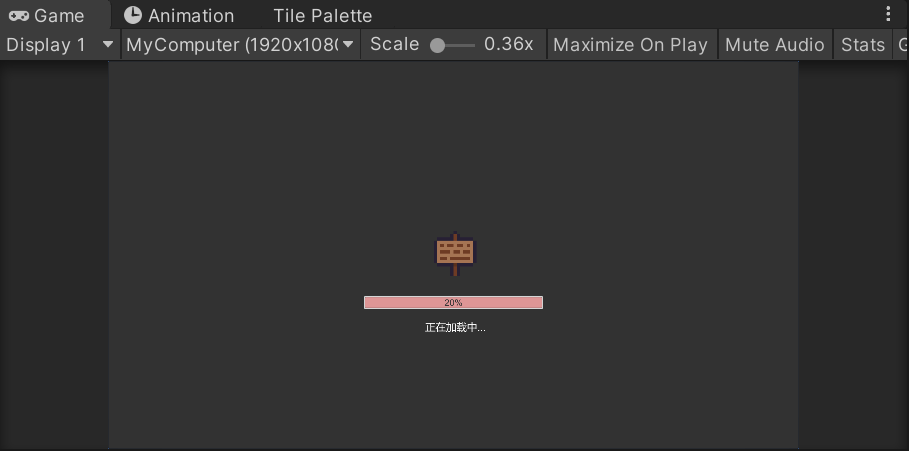 Game Animation Tile Palette
Display 1 MyComputer (1920x108 Scale 0.36x Maximize On Play Mute Audio Stats
20%
正在加载中...